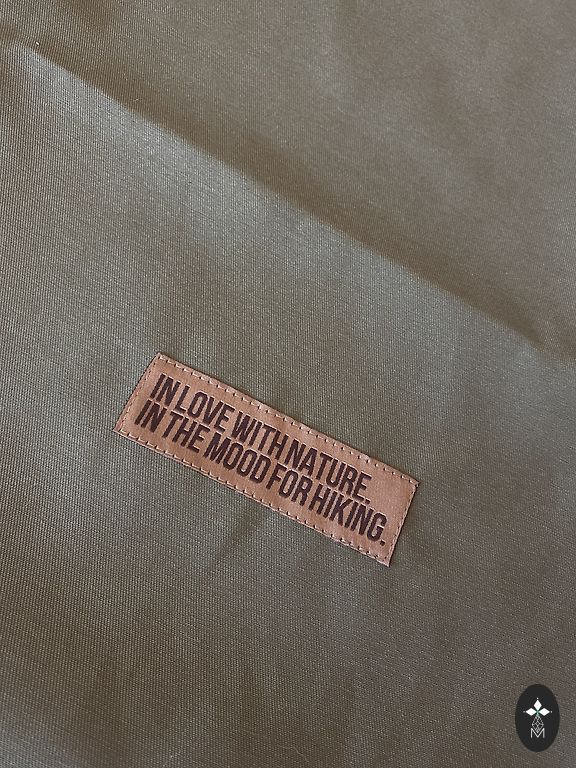 IN LOVE WITH NATURE.
IN THE MOOD FOR HIKING.
M